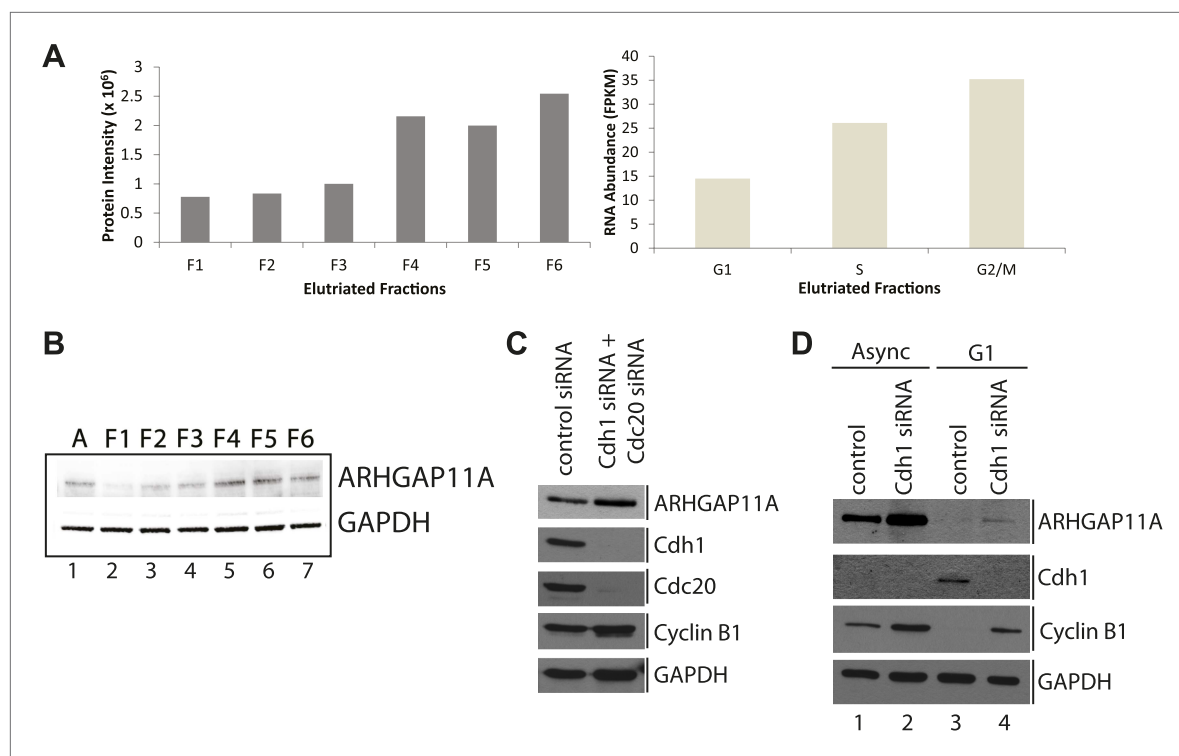 A
Protein Intensity (x 10⁶)
3
2.5
2
1.5
1
0.5
0
F1 F2 F3 F4 F5 F6
Elutriated Fractions
RNA Abundance (FPKM)
40
35
30
25
20
15
10
5
0
G1 S G2/M
Elutriated Fractions
B
A F1 F2 F3 F4 F5 F6
ARHGAP11A
GAPDH
1 2 3 4 5 6 7
C
control siRNA
Cdh1 siRNA +
Cdc20 siRNA
ARHGAP11A
Cdh1
Cdc20
Cyclin B1
GAPDH
D
Async G1
control
Cdh1 siRNA
control
Cdh1 siRNA
ARHGAP11A
Cdh1
Cyclin B1
GAPDH
1 2 3 4